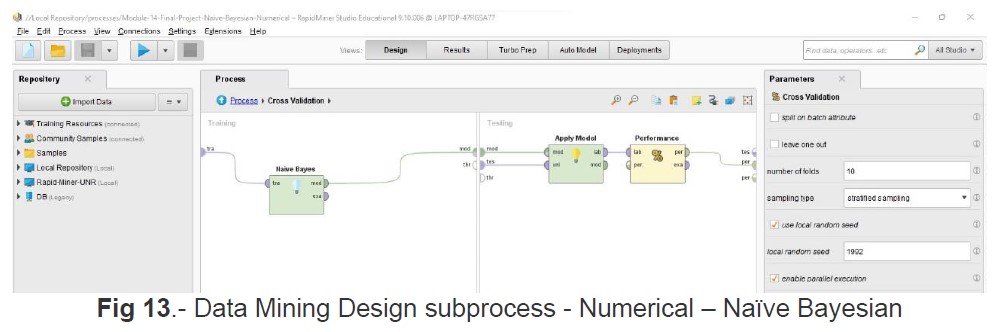 //Local Repository/processes/Module-14-Final-Project-Naive-Bayesian-Numerical – RapidMiner Studio Educational 9.10.006 @ LAPTOP-47RG5A77
File Edit Process View Connections Settings Extensions Help
Views: Design Results Turbo Prep Auto Model Deployments
Find data, operators, etc
All Studio
Repository
Import Data
Training Resources (connected)
Community Samples (connected)
Samples
Local Repository (Local)
Rapid-Miner-UNR (Local)
DB (Legacy)
Process
Process Cross Validation
Training
tra
Naive Bayes
tra mod
exa
mod
thr
Testing
mod
tes
thr
Apply Model
mod lab
unl mod
Performance
lab per
per exa
tes
per
per
Parameters
Cross Validation
split on batch attribute
leave one out
number of folds 10
sampling type stratified sampling
use local random seed
local random seed 1992
enable parallel execution
Fig 13.- Data Mining Design subprocess - Numerical – Naïve Bayesian